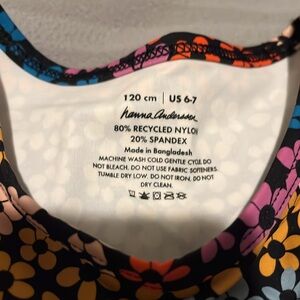 120 cm | US 6-7
hanna andersson
80% RECYCLED NYLON
20% SPANDEX
Made in Bangladesh
MACHINE WASH COLD GENTLE CYCLE. DO
NOT BLEACH. DO NOT USE FABRIC SOFTENERS.
TUMBLE DRY LOW. DO NOT IRON, DO NOT
DRY CLEAN.